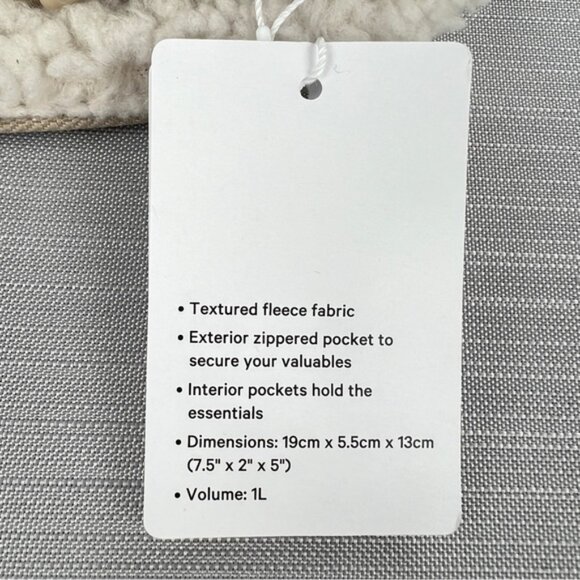 • Textured fleece fabric
• Exterior zippered pocket to
secure your valuables
• Interior pockets hold the
essentials
• Dimensions: 19cm x 5.5cm x 13cm
(7.5" x 2" x 5")
• Volume: 1L